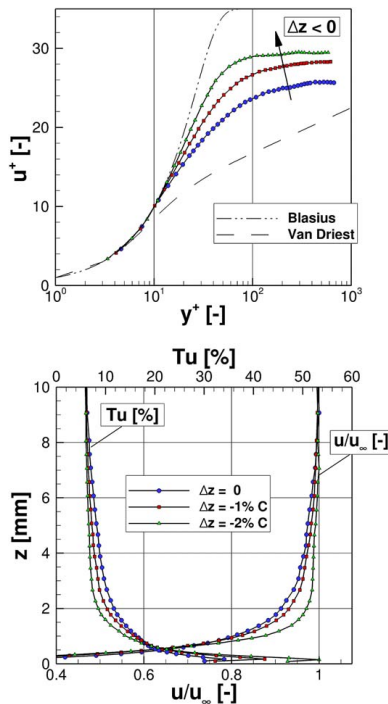 Δz < 0
u⁺ [-]
30
20
10
0
Blasius
Van Driest
10⁰ 10¹ 10² 10³
y⁺ [-]
Tu [%]
0 10 20 30 40 50 60
10
8
6
4
2
0
z [mm]
Tu [%]
u/u∞ [-]
Δz = 0
Δz = -1% C
Δz = -2% C
0.4 0.6 0.8 1
u/u∞ [-]